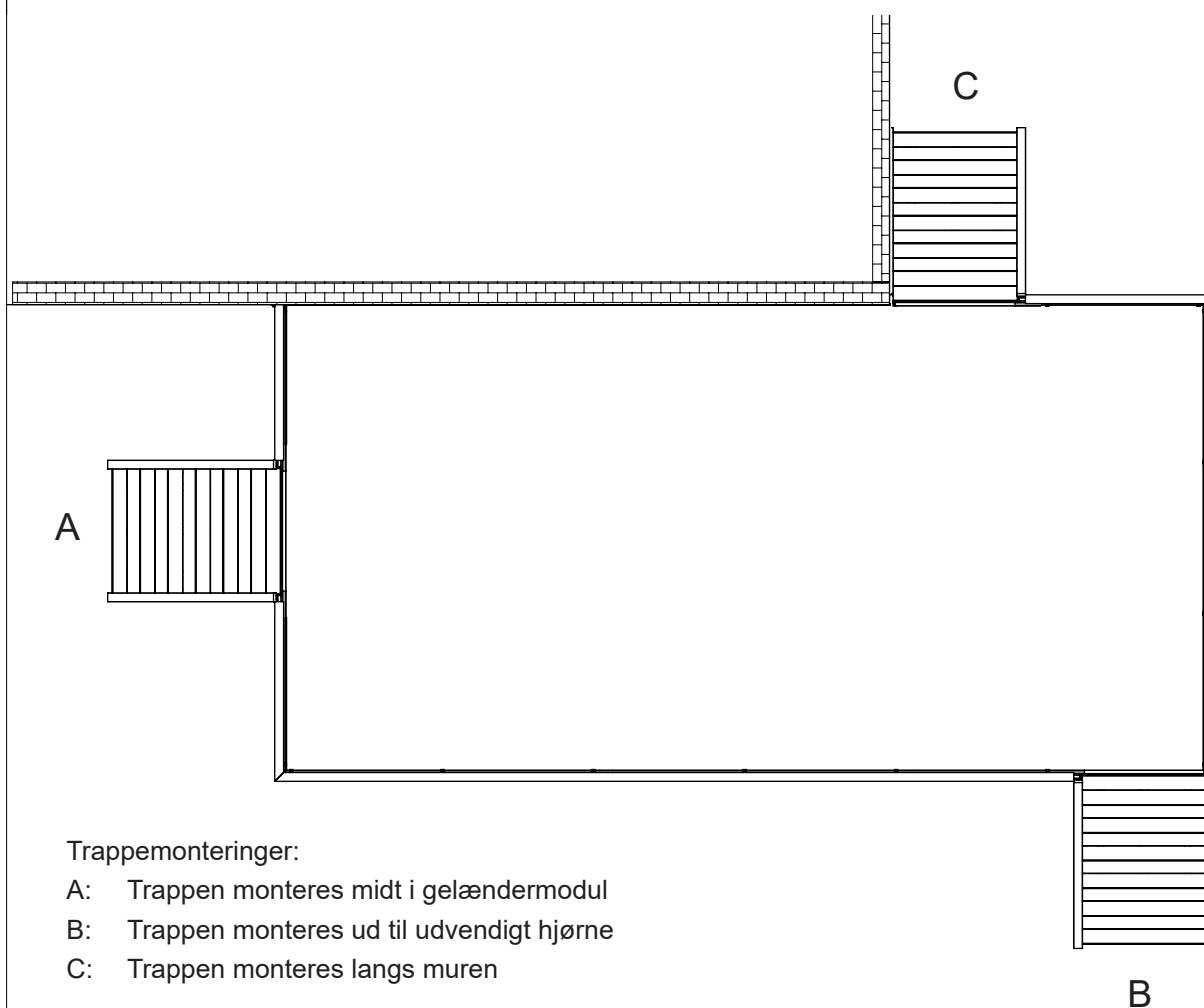 C
A
Trappemonteringer:
A: Trappen monteres midt i gelændermodul
B: Trappen monteres ud til udvendigt hjørne
C: Trappen monteres langs muren
B